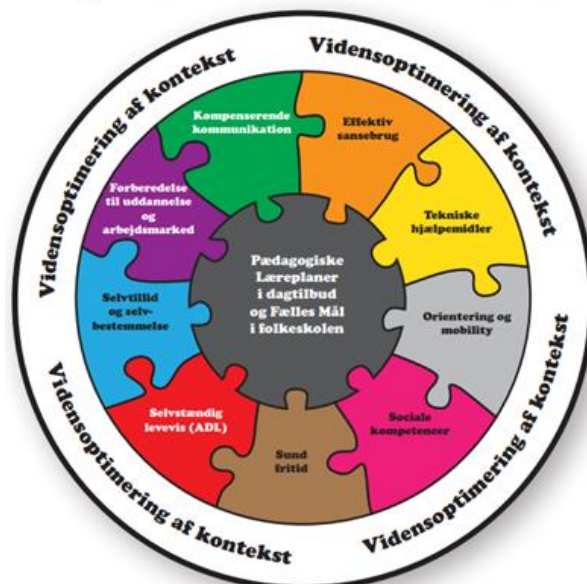 Vidensoptimering af kontekst
Vidensoptimering af kontekst
Kompenserende
kommunikation
Effektiv
sansebrug
Forberedelse
til uddannelse
og
arbejdsmarked
Tekniske
hjælpemidler
Pædagogiske
Læreplaner
i dagtilbud
og Fælles Mål
i folkeskolen
Selvtillid
og selv-
bestemmelse
Orientering og
mobility
Selvstændig
levevis (ADL)
Sociale
kompetencer
Sund
fritid
Vidensoptimering af kontekst
Vidensoptimering af kontekst